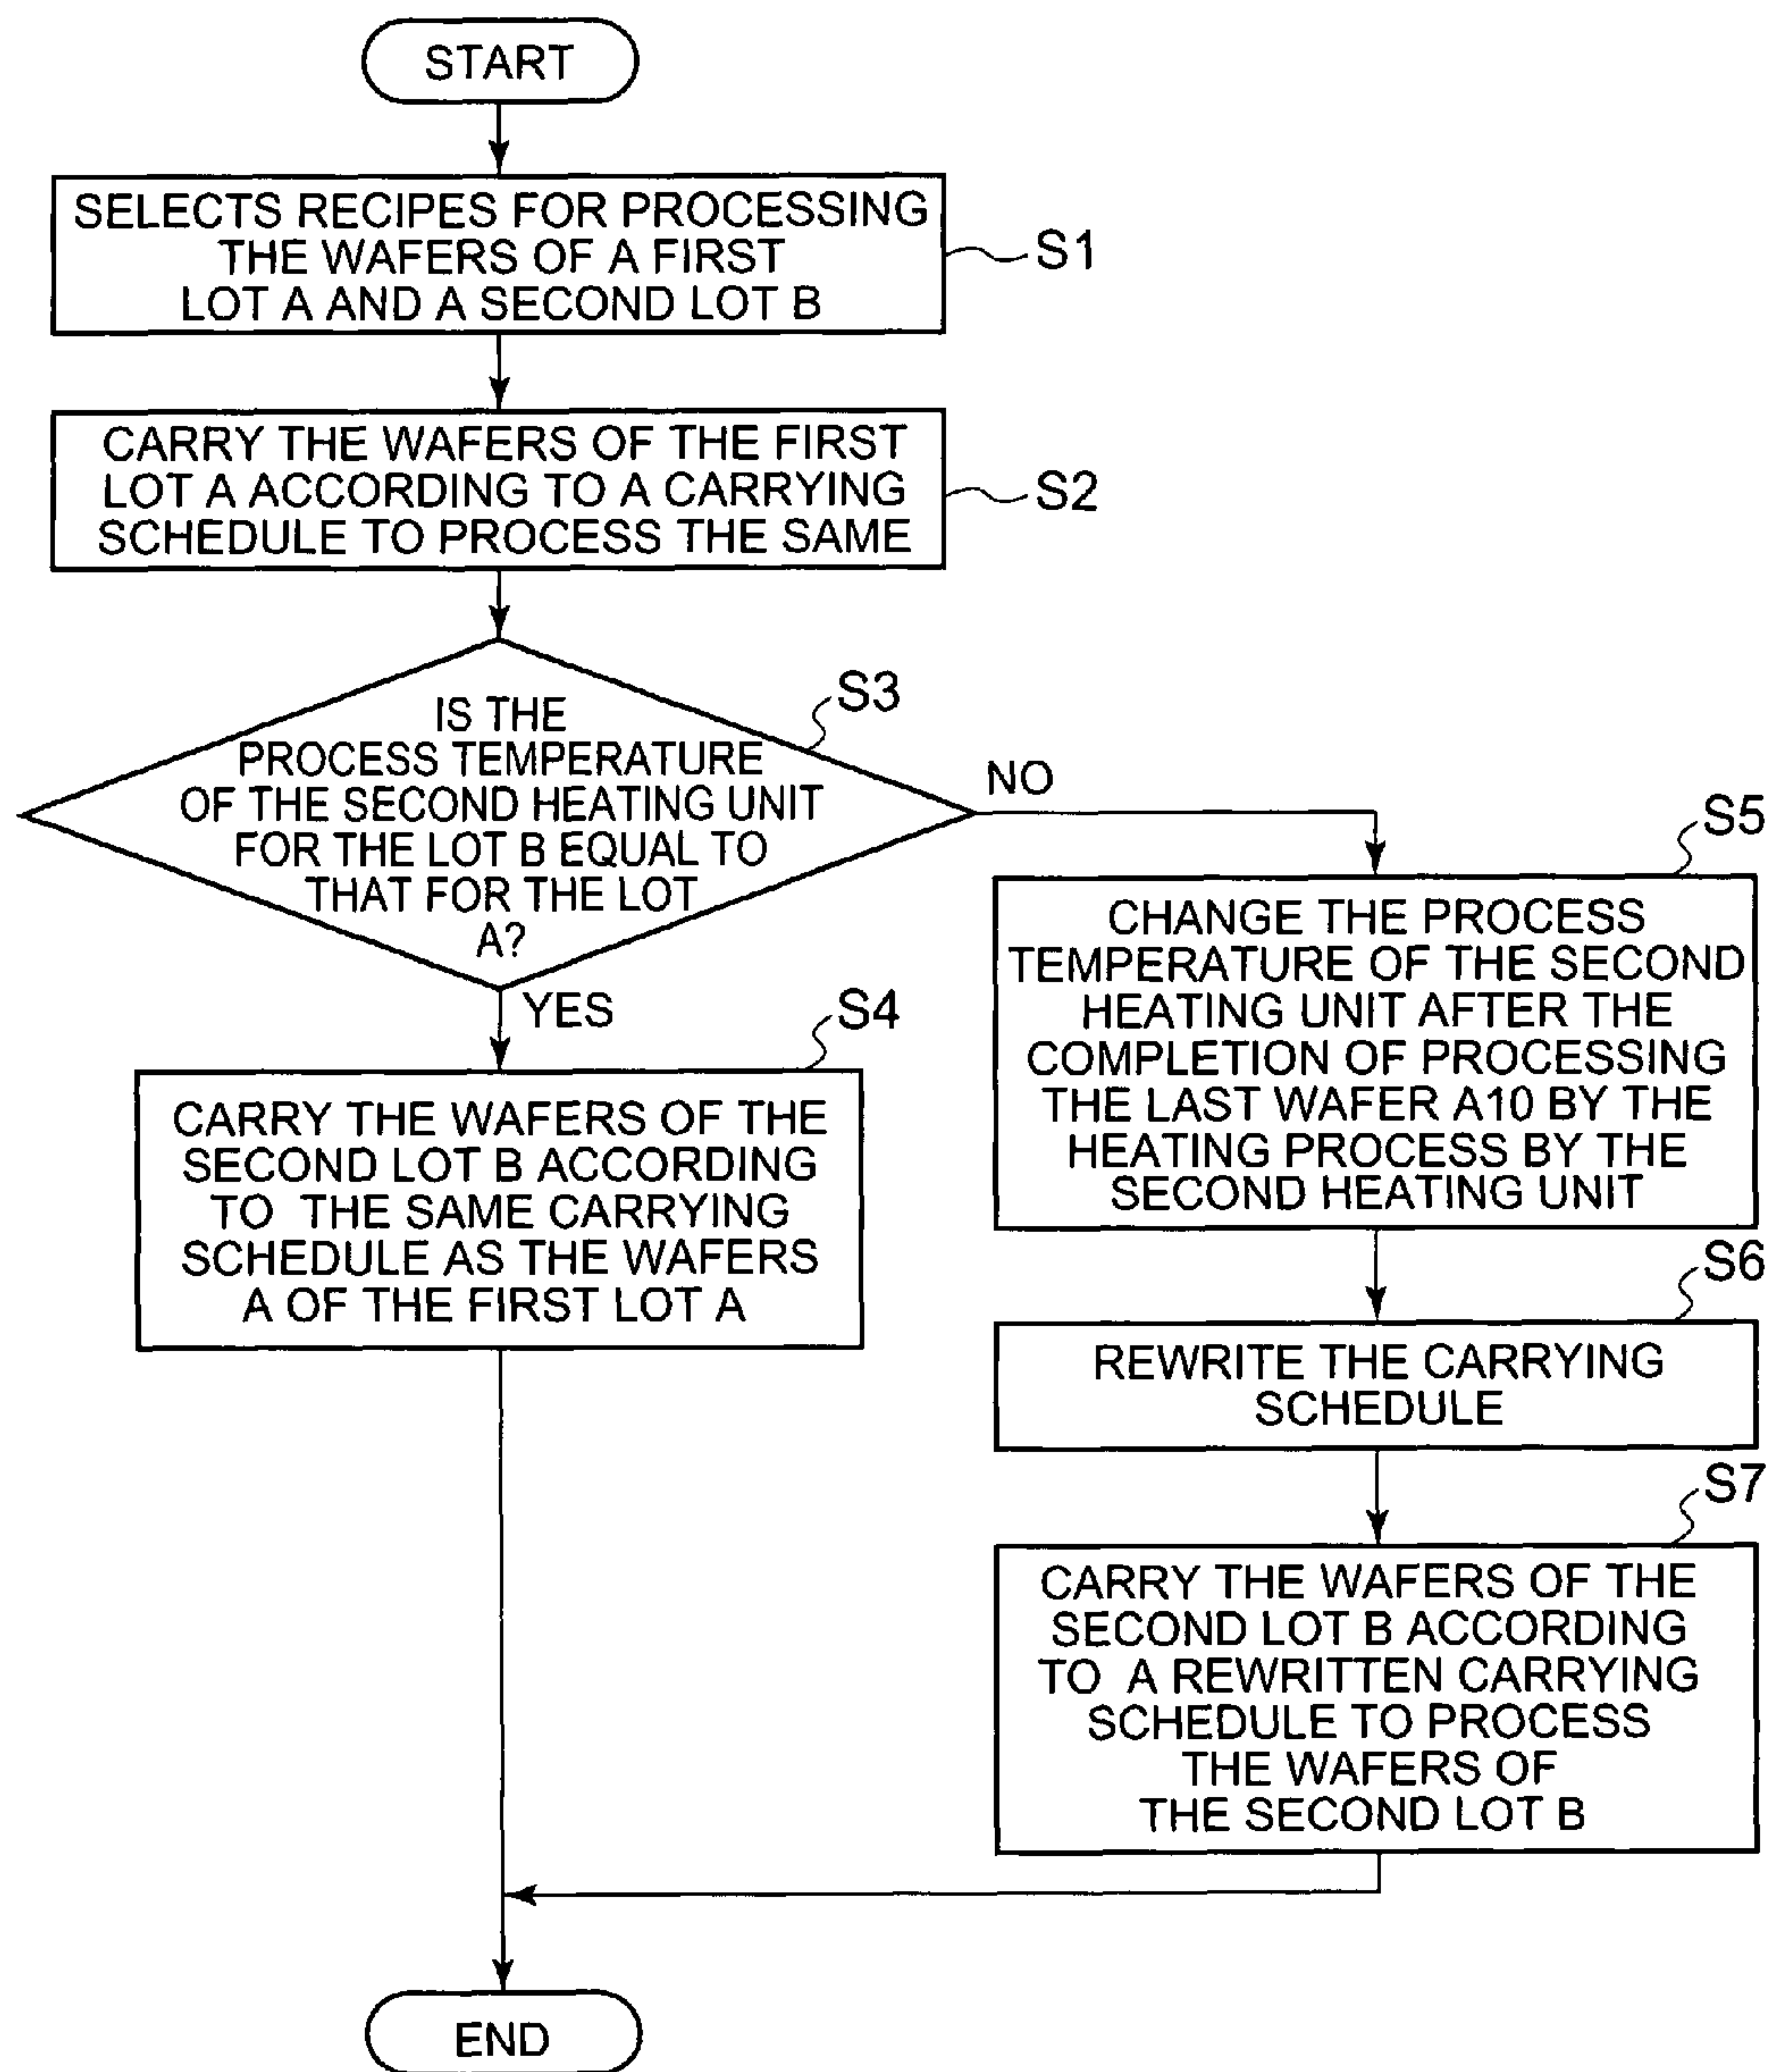 START
SELECTS RECIPES FOR PROCESSING
THE WAFERS OF A FIRST
LOT A AND A SECOND LOT B
S1
CARRY THE WAFERS OF THE FIRST
LOT A ACCORDING TO A CARRYING
SCHEDULE TO PROCESS THE SAME
S2
IS THE
PROCESS TEMPERATURE
OF THE SECOND HEATING UNIT
FOR THE LOT B EQUAL TO
THAT FOR THE LOT
A?
S3
NO
YES
S4
CARRY THE WAFERS OF THE
SECOND LOT B ACCORDING
TO THE SAME CARRYING
SCHEDULE AS THE WAFERS
A OF THE FIRST LOT A
S5
CHANGE THE PROCESS
TEMPERATURE OF THE SECOND
HEATING UNIT AFTER THE
COMPLETION OF PROCESSING
THE LAST WAFER A10 BY THE
HEATING PROCESS BY THE
SECOND HEATING UNIT
S6
REWRITE THE CARRYING
SCHEDULE
S7
CARRY THE WAFERS OF THE
SECOND LOT B ACCORDING
TO A REWRITTEN CARRYING
SCHEDULE TO PROCESS
THE WAFERS OF
THE SECOND LOT B
END